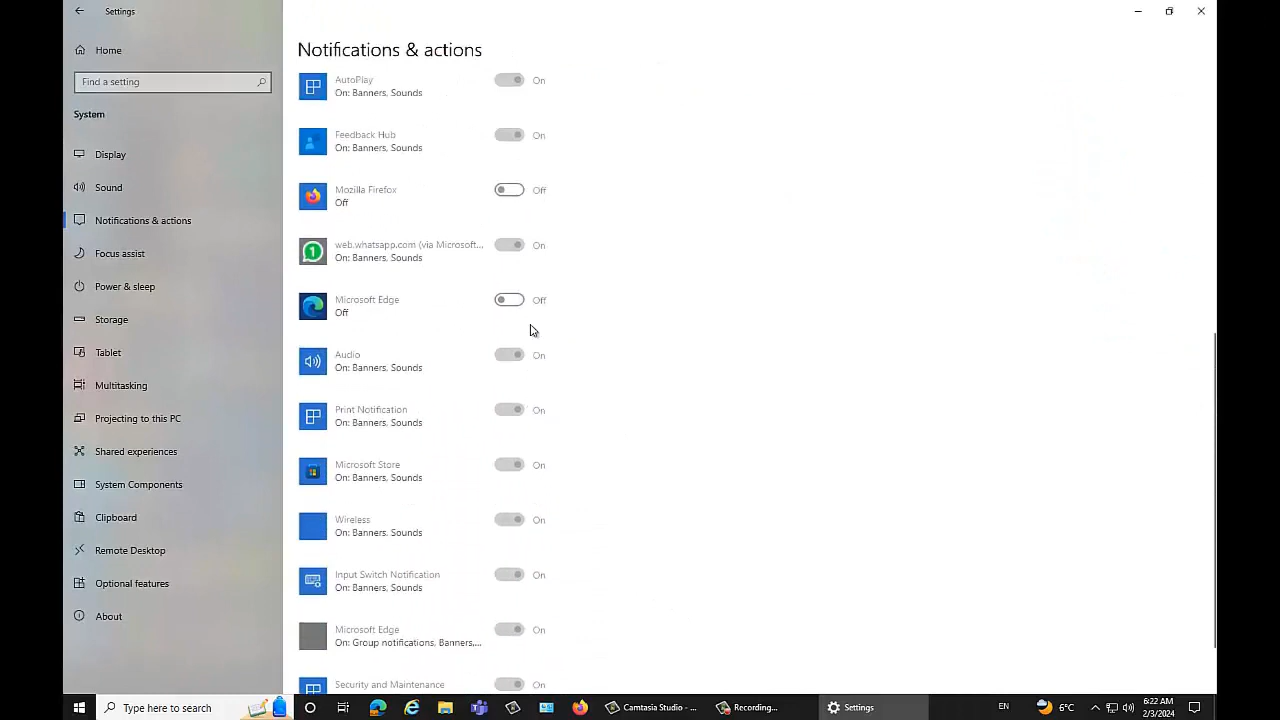 Settings
Home
Find a setting
System
Display
Sound
Notifications & actions
Focus assist
Power & sleep
Storage
Tablet
Multitasking
Projecting to this PC
Shared experiences
System Components
Clipboard
Remote Desktop
Optional features
About
Notifications & actions
AutoPlay
On: Banners, Sounds
On
Feedback Hub
On: Banners, Sounds
On
Mozilla Firefox
Off
Off
web.whatsapp.com (via Microsoft...
On: Banners, Sounds
On
1
Microsoft Edge
Off
Off
Audio
On: Banners, Sounds
On
Print Notification
On: Banners, Sounds
On
Microsoft Store
On: Banners, Sounds
On
Wireless
On: Banners, Sounds
On
Input Switch Notification
On: Banners, Sounds
On
Microsoft Edge
On: Group notifications, Banners,...
On
Security and Maintenance
On
Type here to search
Camtasia Studio - ...
Recording...
Settings
EN
6°C
6:22 AM
2/3/2024